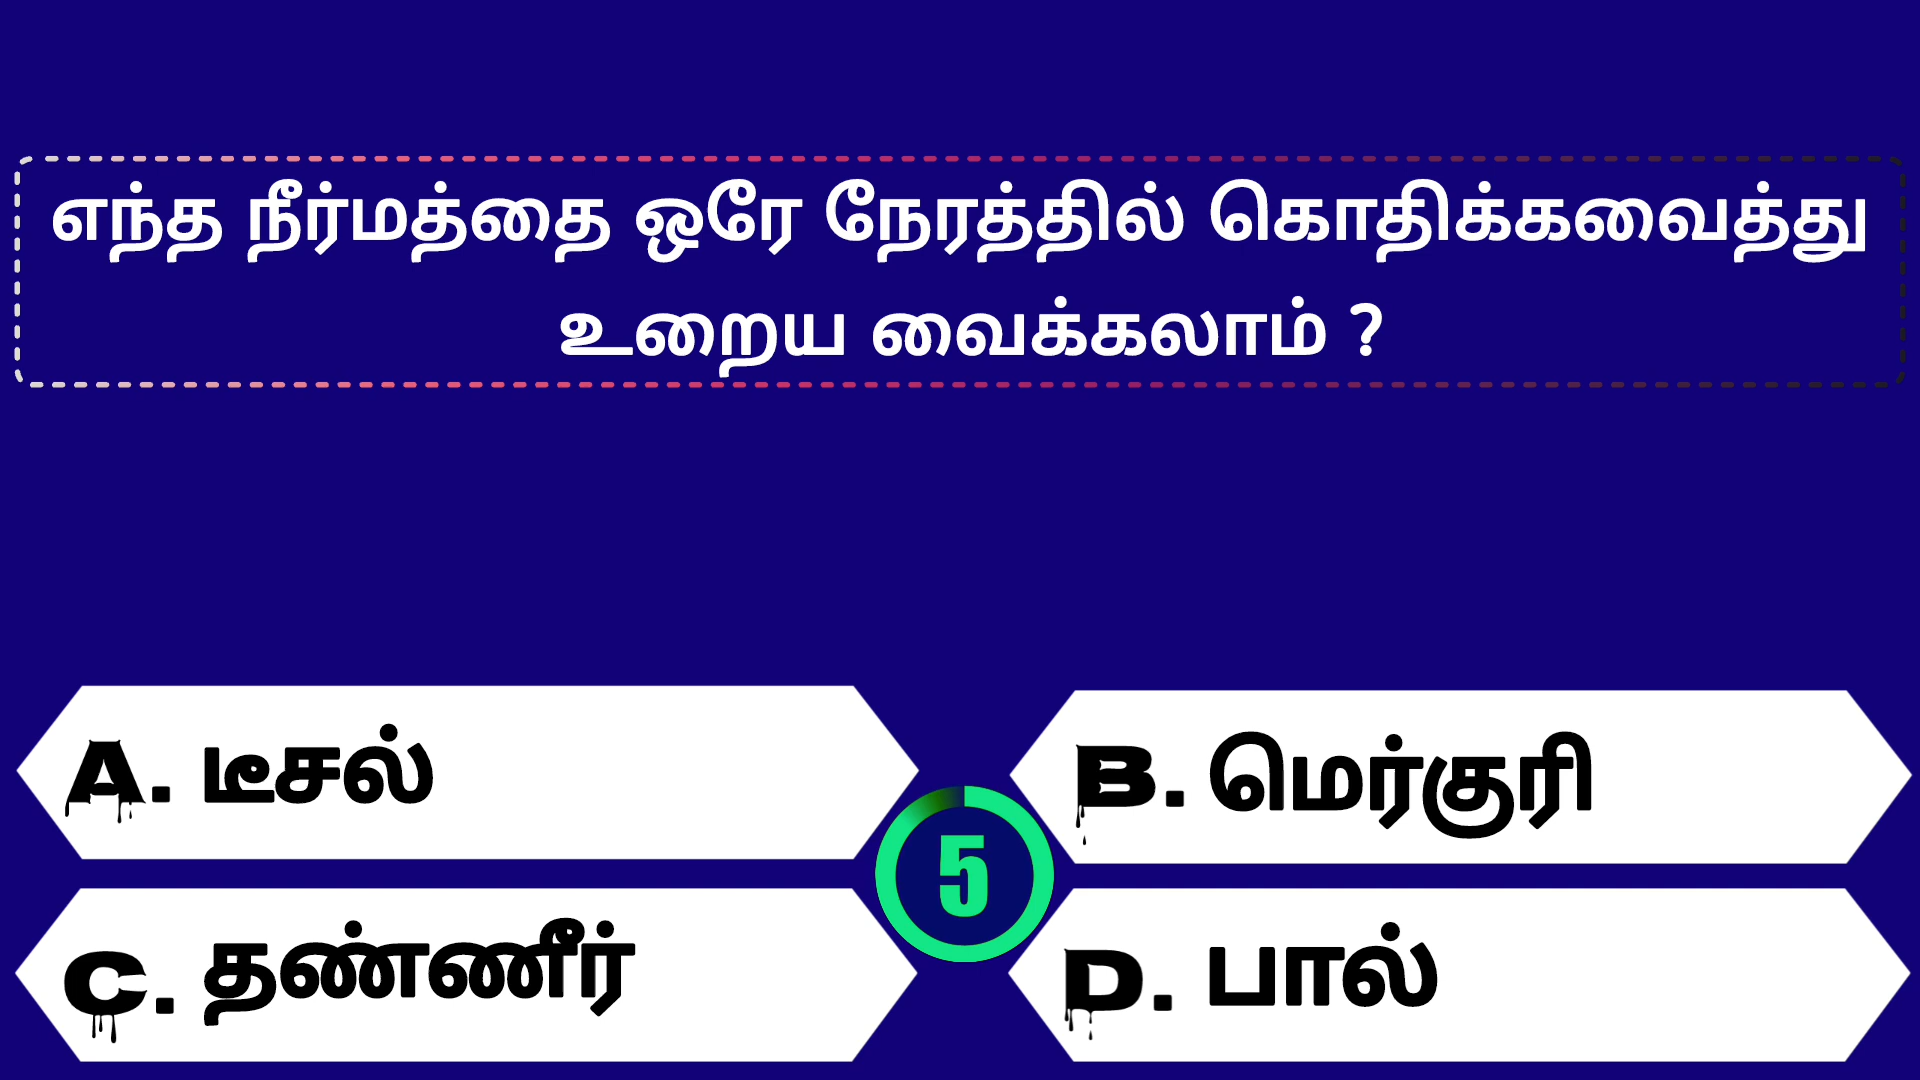 எந்த நீர்மத்தை ஒரே நேரத்தில் கொதிக்கவைத்து
உறைய வைக்கலாம் ?
A. டீசல்
B. மெர்குரி
5
C. தண்ணீர்
D. பால்